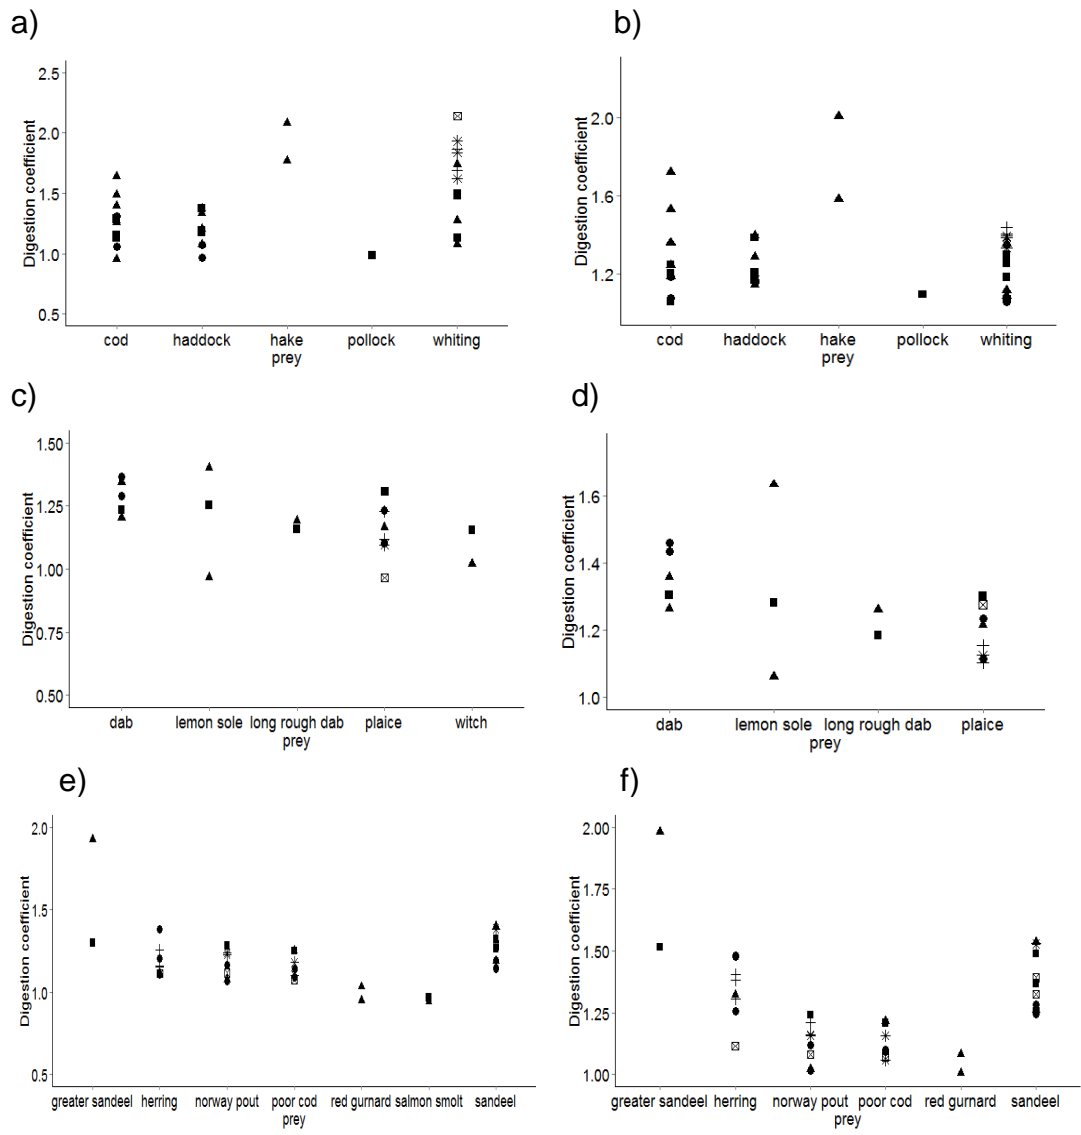 a)
b)
2.5
2.0
1.5
1.0
0.5
Digestion coefficient
cod haddock hake pollock whiting
prey
2.0
1.6
1.2
Digestion coefficient
cod haddock hake pollock whiting
prey
c)
d)
1.50
1.25
1.00
0.75
0.50
Digestion coefficient
dab lemon sole long rough dab plaice witch
prey
1.6
1.4
1.2
1.0
Digestion coefficient
dab lemon sole long rough dab plaice
prey
e)
f)
2.0
1.5
1.0
0.5
Digestion coefficient
greater sandeel herring norway pout poor cod red gurnard salmon smolt sandeel
prey
2.00
1.75
1.50
1.25
1.00
Digestion coefficient
greater sandeel herring norway pout poor cod red gurnard sandeel
prey